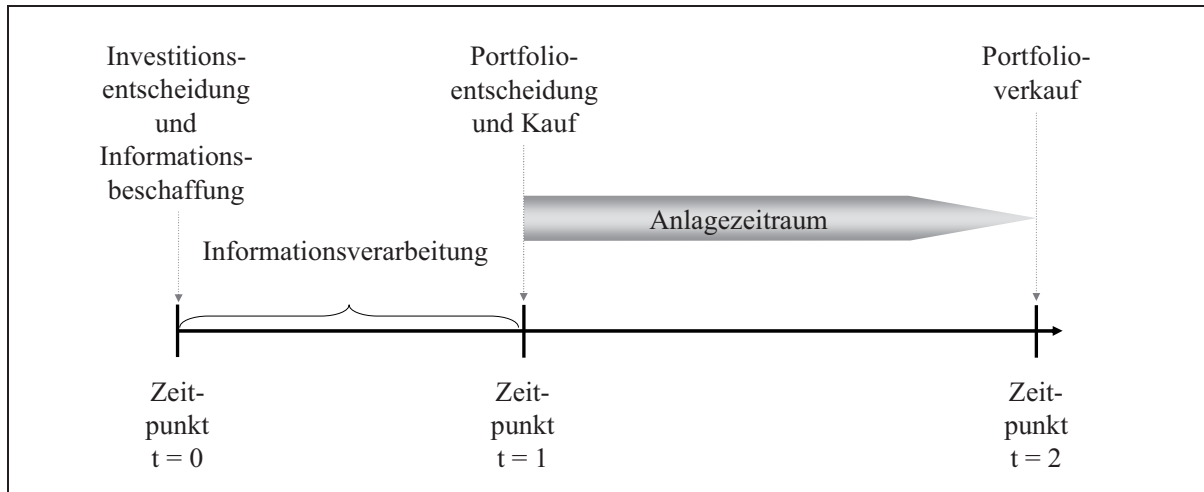 Investitions-
entscheidung
und
Informations-
beschaffung
Portfolio-
entscheidung
und Kauf
Portfolio-
verkauf
Anlagezeitraum
Informationsverarbeitung
Zeit-
punkt
t = 0
Zeit-
punkt
t = 1
Zeit-
punkt
t = 2